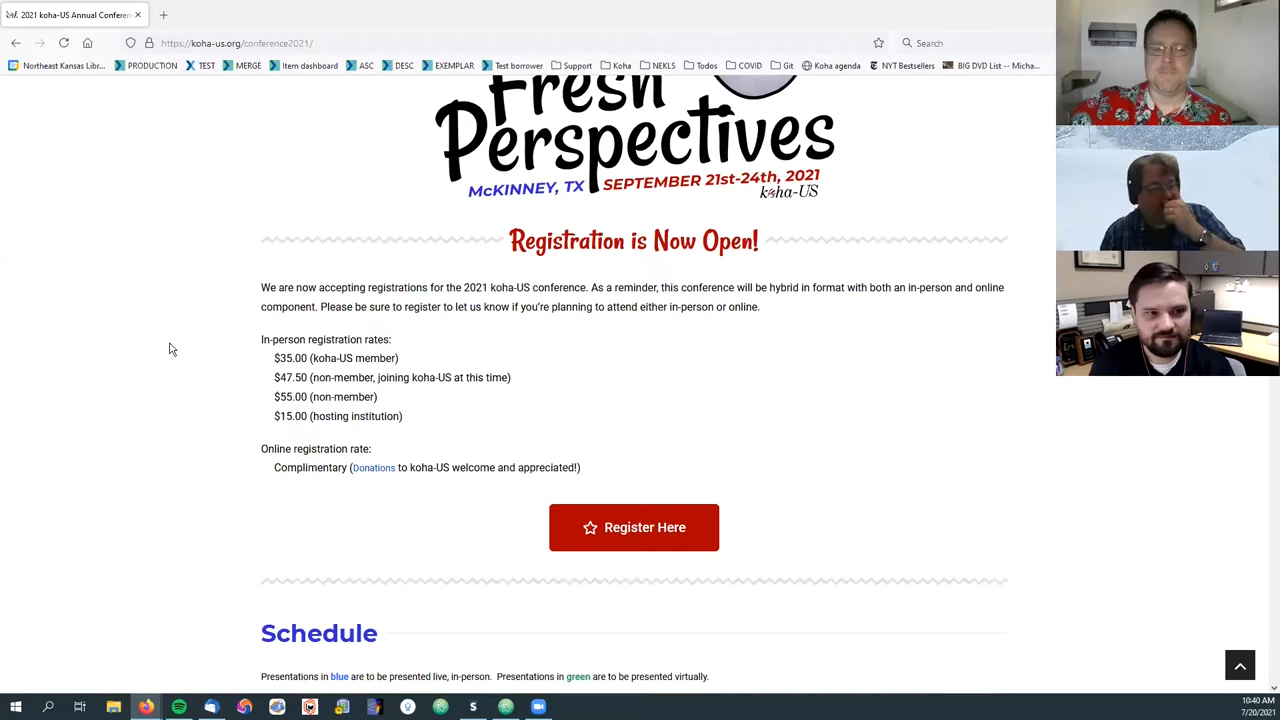 2021 koha-US Annual Conferen
https://koha-us.org/conference2021/
Search
Northeast Kansas Libr...
PRODUCTION
TEST
MERGE
Item dashboard
ASC
DESC
EXEMPLAR
Test borrower
Support
Koha
NEKLS
Todos
COVID
Git
Koha agenda
NYT Bestsellers
BIG DVD List -- Micha...
Fresh
Perspectives
McKINNEY, TX SEPTEMBER 21st-24th, 2021
koha-US
Registration is Now Open!
We are now accepting registrations for the 2021 koha-US conference. As a reminder, this conference will be hybrid in format with both an in-person and online
component. Please be sure to register to let us know if you're planning to attend either in-person or online.
In-person registration rates:
$35.00 (koha-US member)
$47.50 (non-member, joining koha-US at this time)
$55.00 (non-member)
$15.00 (hosting institution)
Online registration rate:
Complimentary (Donations to koha-US welcome and appreciated!)
Register Here
Schedule
Presentations in blue are to be presented live, in-person. Presentations in green are to be presented virtually.
10:40 AM
7/20/2021